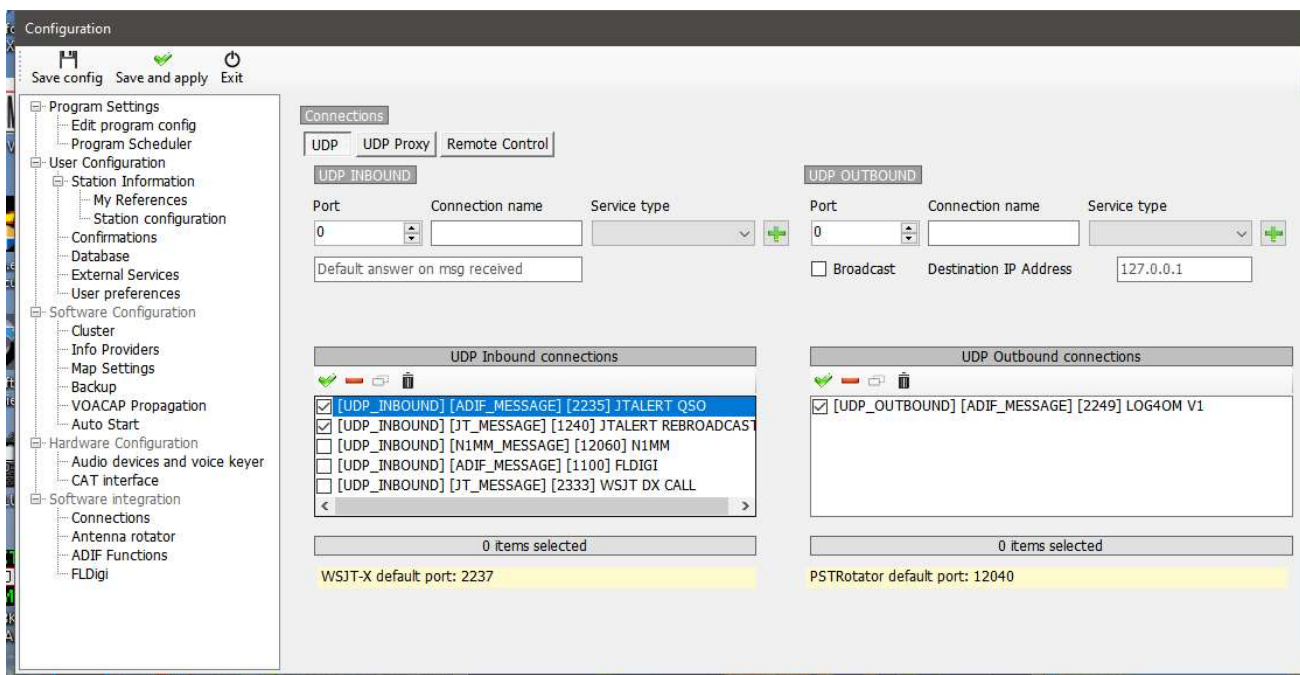 Configuration
Save config Save and apply Exit
Program Settings
Edit program config
Program Scheduler
User Configuration
Station Information
My References
Station configuration
Confirmations
Database
External Services
User preferences
Software Configuration
Cluster
Info Providers
Map Settings
Backup
VOACAP Propagation
Auto Start
Hardware Configuration
Audio devices and voice keyer
CAT interface
Software integration
Connections
Antenna rotator
ADIF Functions
FLDigi
Connections
UDP UDP Proxy Remote Control
UDP INBOUND
Port Connection name Service type
0
Default answer on msg received
UDP Inbound connections
[UDP_INBOUND] [ADIF_MESSAGE] [2235] JTALERT QSO
[UDP_INBOUND] [JT_MESSAGE] [1240] JTALERT REBROADCAST
[UDP_INBOUND] [N1MM_MESSAGE] [12060] N1MM
[UDP_INBOUND] [ADIF_MESSAGE] [1100] FLDIGI
[UDP_INBOUND] [JT_MESSAGE] [2333] WSJT DX CALL
0 items selected
WSJT-X default port: 2237
UDP OUTBOUND
Port Connection name Service type
0
Broadcast Destination IP Address 127.0.0.1
UDP Outbound connections
[UDP_OUTBOUND] [ADIF_MESSAGE] [2249] LOG4OM V1
0 items selected
PSTRotator default port: 12040